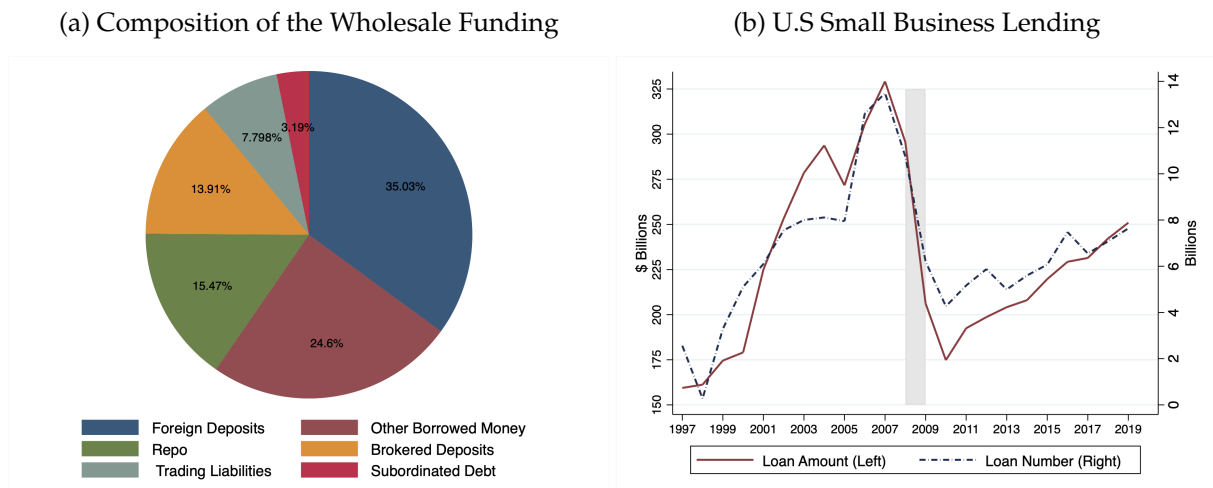 (a) Composition of the Wholesale Funding
35.03%
24.6%
15.47%
13.91%
7.798%
3.19%
Foreign Deposits
Other Borrowed Money
Repo
Brokered Deposits
Trading Liabilities
Subordinated Debt
(b) U.S Small Business Lending
$ Billions
325
300
275
250
225
200
175
150
14
12
10
8
6
4
2
0
Billions
1997 1999 2001 2003 2005 2007 2009 2011 2013 2015 2017 2019
Loan Amount (Left) Loan Number (Right)